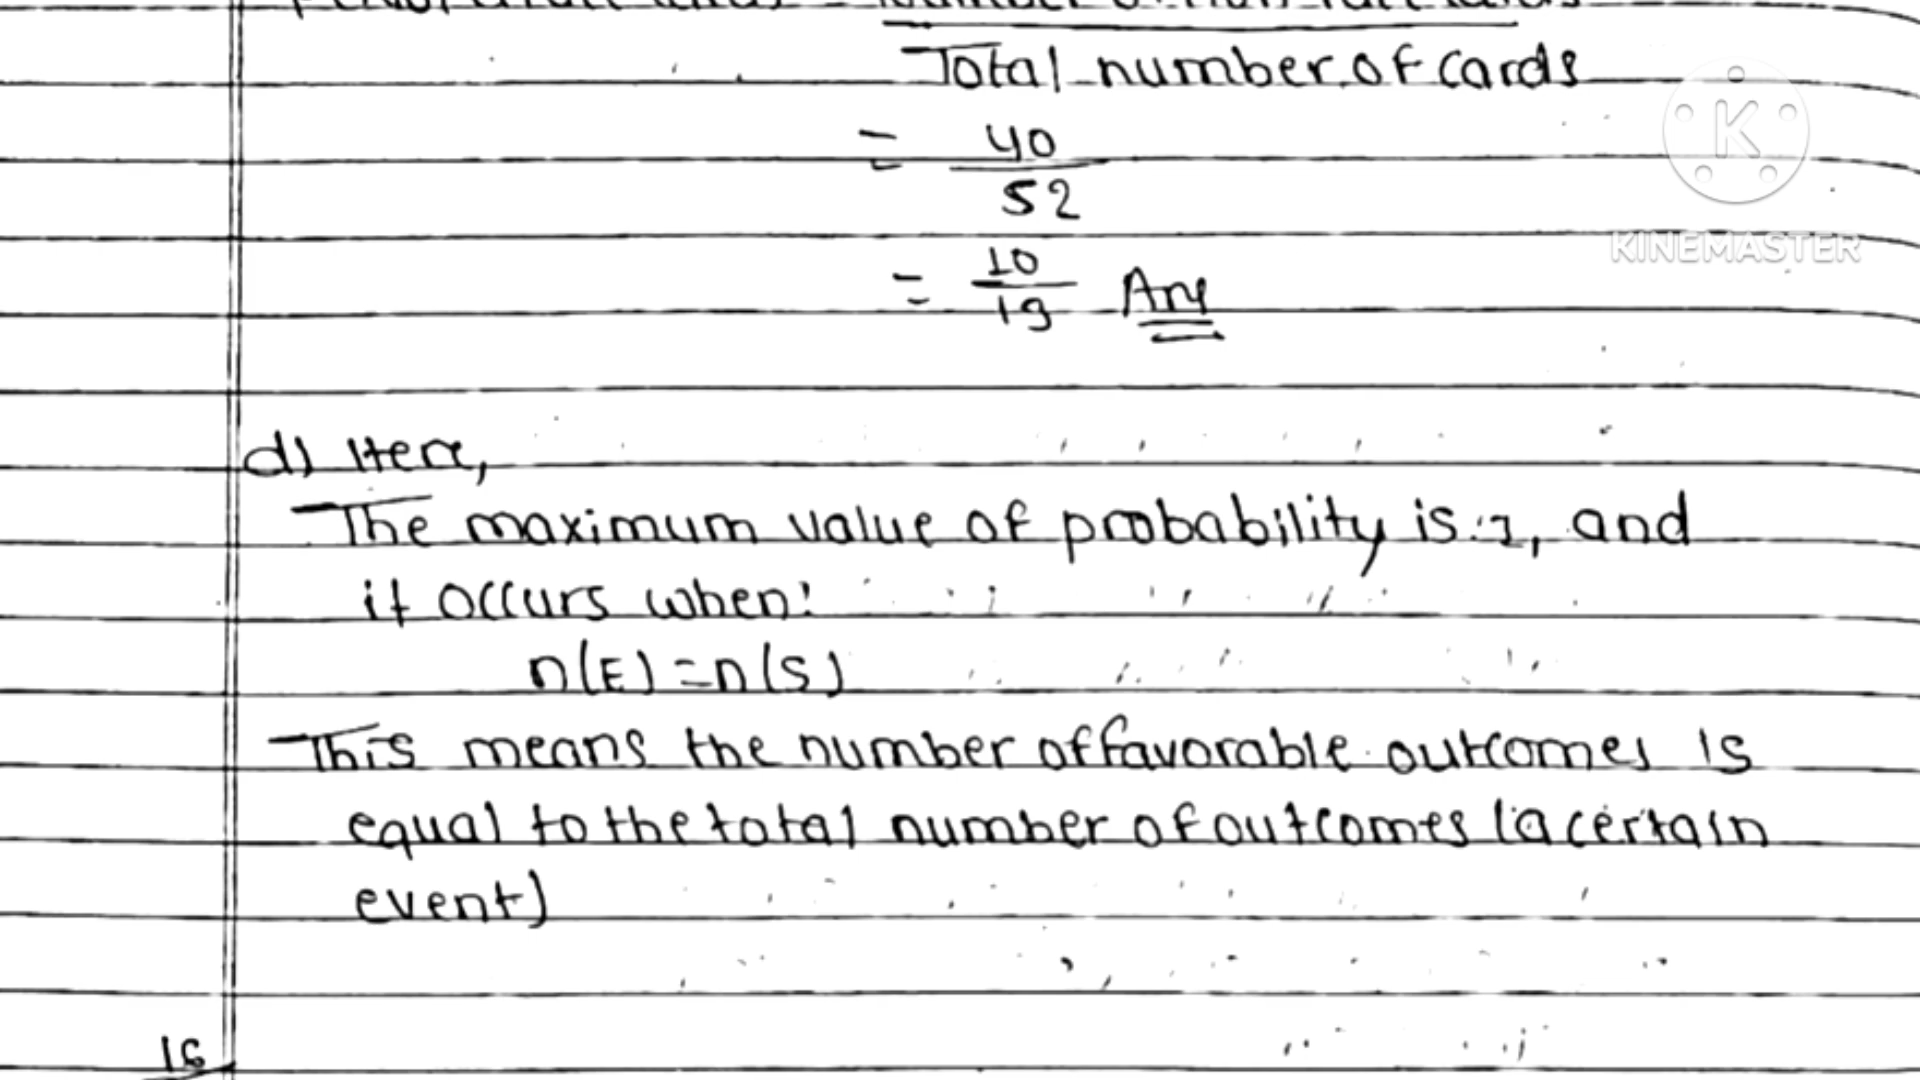 Total number of cards
= 40
52
= 10
13 Ans
K
KINEMASTER
d) Here,
The maximum value of probability is 1, and
it occurs when:
n(E) = n(S)
This means the number of favorable outcomes is
equal to the total number of outcomes (a certain
event)
16